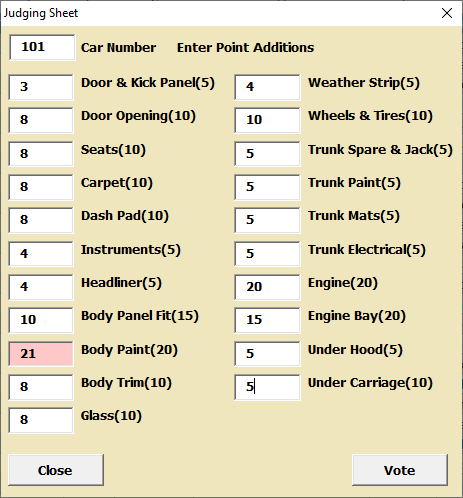 Judging Sheet
101 Car Number Enter Point Additions
3 Door & Kick Panel(5) 4 Weather Strip(5)
8 Door Opening(10) 10 Wheels & Tires(10)
8 Seats(10) 5 Trunk Spare & Jack(5)
8 Carpet(10) 5 Trunk Paint(5)
8 Dash Pad(10) 5 Trunk Mats(5)
4 Instruments(5) 5 Trunk Electrical(5)
4 Headliner(5) 20 Engine(20)
10 Body Panel Fit(15) 15 Engine Bay(20)
21 Body Paint(20) 5 Under Hood(5)
8 Body Trim(10) 5 Under Carriage(10)
8 Glass(10)
Close Vote